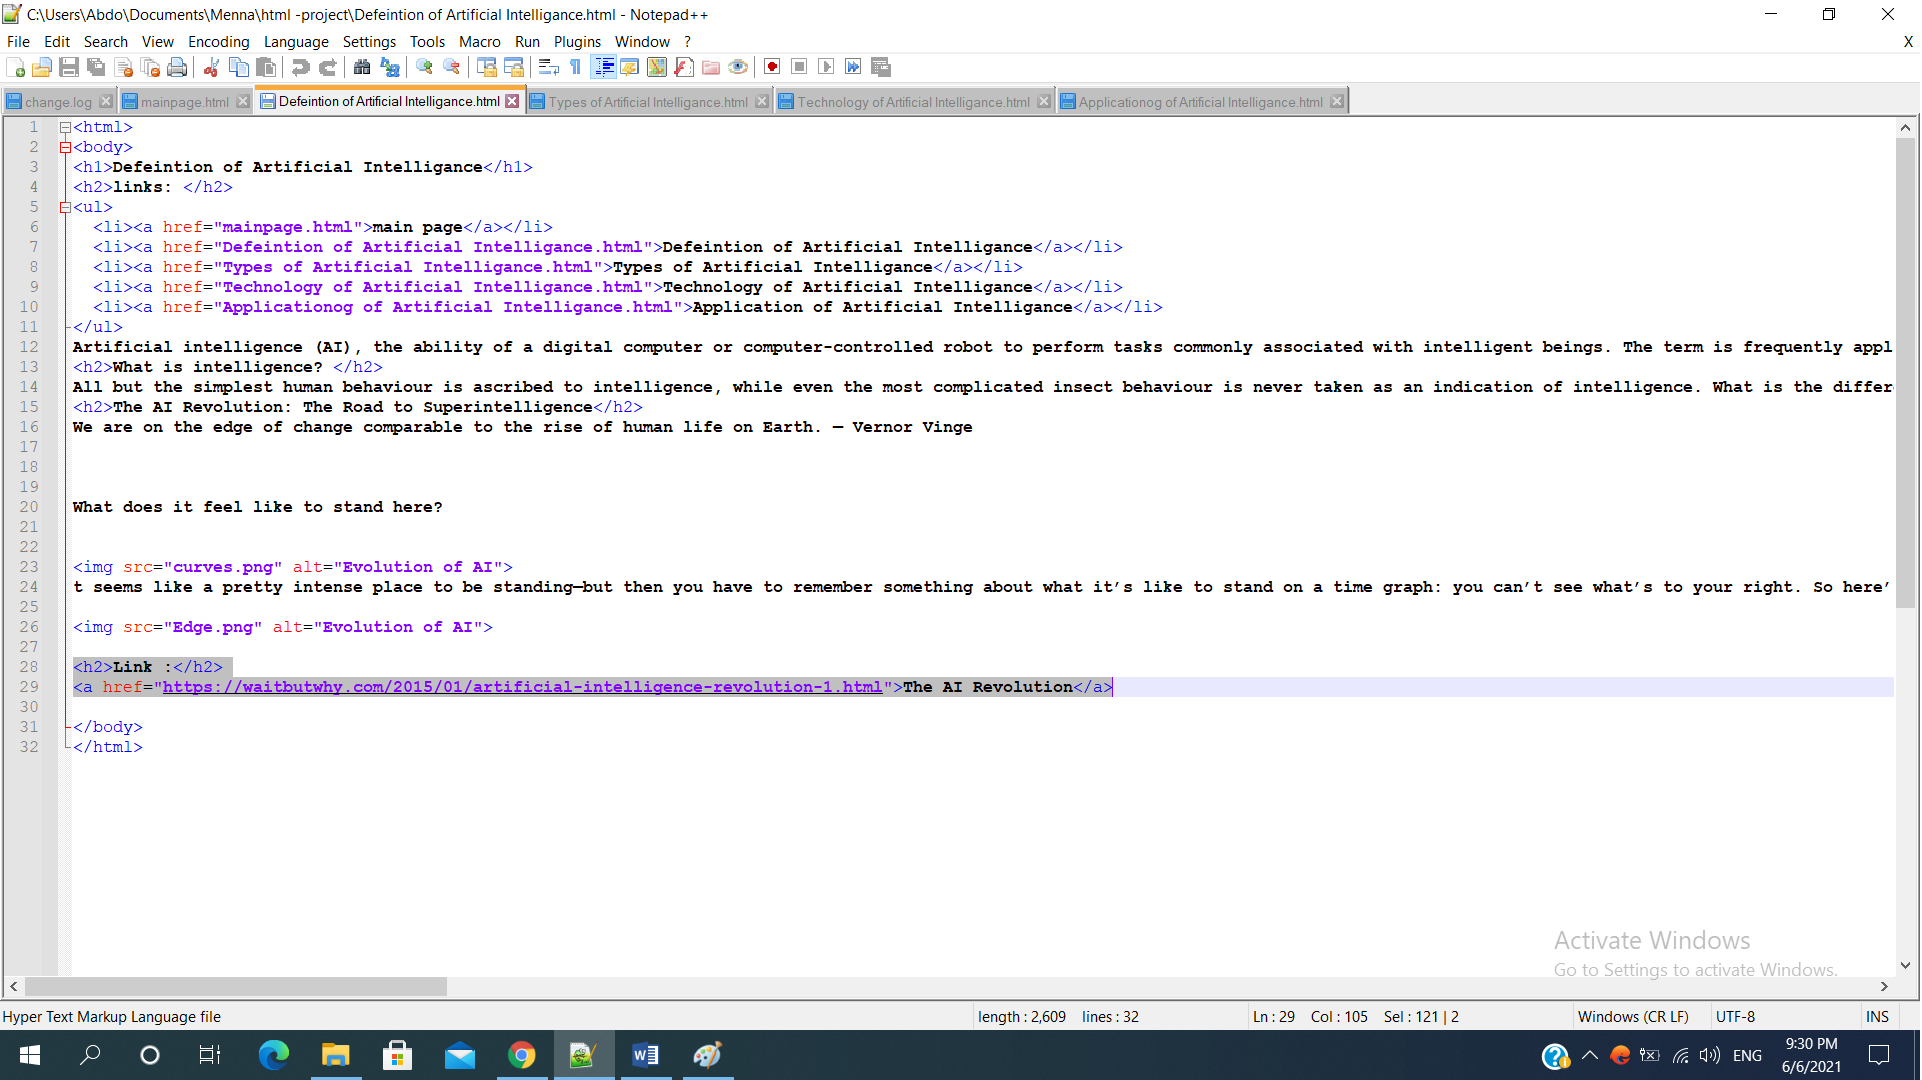 C:\Users\Abdo\Documents\Menna\html -project\Defeintion of Artificial Intelligance.html - Notepad++
File Edit Search View Encoding Language Settings Tools Macro Run Plugins Window ? X
change.log mainpage.html Defeintion of Artificial Intelligance.html Types of Artificial Intelligance.html Technology of Artificial Intelligance.html Applicationog of Artificial Intelligance.html
1 <html>
2 <body>
3 <h1>Defeintion of Artificial Intelligance</h1>
4 <h2>links: </h2>
5 <ul>
6 <li><a href="mainpage.html">main page</a></li>
7 <li><a href="Defeintion of Artificial Intelligance.html">Defeintion of Artificial Intelligance</a></li>
8 <li><a href="Types of Artificial Intelligance.html">Types of Artificial Intelligance</a></li>
9 <li><a href="Technology of Artificial Intelligance.html">Technology of Artificial Intelligance</a></li>
10 <li><a href="Applicationog of Artificial Intelligance.html">Application of Artificial Intelligance</a></li>
11 </ul>
12 Artificial intelligence (AI), the ability of a digital computer or computer-controlled robot to perform tasks commonly associated with intelligent beings. The term is frequently appl
13 <h2>What is intelligence? </h2>
14 All but the simplest human behaviour is ascribed to intelligence, while even the most complicated insect behaviour is never taken as an indication of intelligence. What is the differ
15 <h2>The AI Revolution: The Road to Superintelligence</h2>
16 We are on the edge of change comparable to the rise of human life on Earth. — Vernor Vinge
17
18
19
20 What does it feel like to stand here?
21
22
23 <img src="curves.png" alt="Evolution of AI">
24 t seems like a pretty intense place to be standing—but then you have to remember something about what it’s like to stand on a time graph: you can’t see what’s to your right. So here’
25
26 <img src="Edge.png" alt="Evolution of AI">
27
28 <h2>Link :</h2>
29 <a href="https://waitbutwhy.com/2015/01/artificial-intelligence-revolution-1.html">The AI Revolution</a>
30
31 </body>
32 </html>
Activate Windows
Go to Settings to activate Windows.
Hyper Text Markup Language file length : 2,609 lines : 32 Ln : 29 Col : 105 Sel : 121 | 2 Windows (CR LF) UTF-8 INS
ENG 9:30 PM
6/6/2021